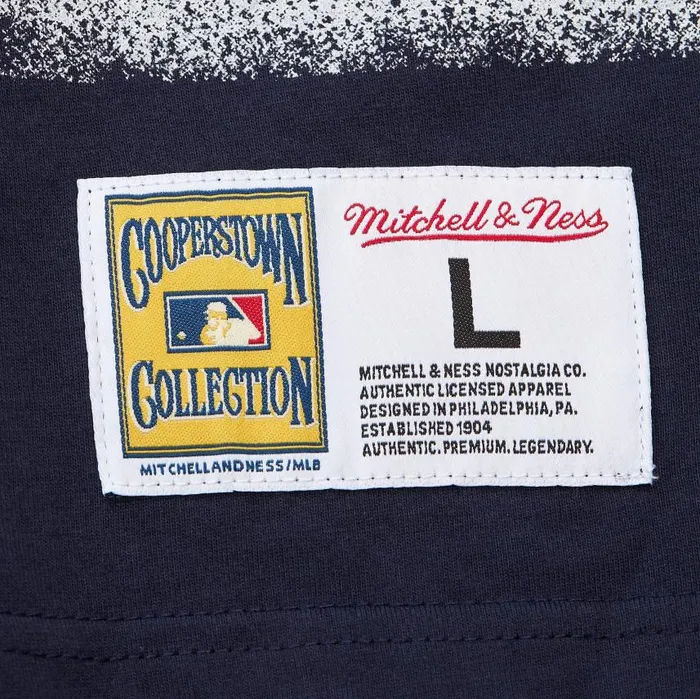 COOPERSTOWN
COLLECTION
MITCHELLANDNESS/MLB
Mitchell & Ness
L
MITCHELL & NESS NOSTALGIA CO.
AUTHENTIC LICENSED APPAREL
DESIGNED IN PHILADELPHIA, PA.
ESTABLISHED 1904
AUTHENTIC. PREMIUM. LEGENDARY.